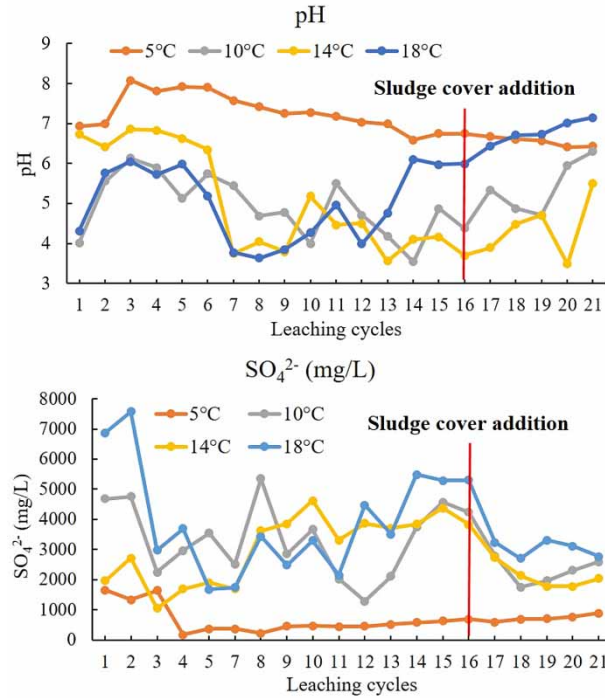 pH
9
8
7
6
5
4
3
pH
5°C 10°C 14°C 18°C
Sludge cover addition
1 2 3 4 5 6 7 8 9 10 11 12 13 14 15 16 17 18 19 20 21
Leaching cycles
SO₄²⁻ (mg/L)
8000
7000
6000
5000
4000
3000
2000
1000
0
SO₄²⁻ (mg/L)
5°C 10°C
14°C 18°C
Sludge cover addition
1 2 3 4 5 6 7 8 9 10 11 12 13 14 15 16 17 18 19 20 21
Leaching cycles